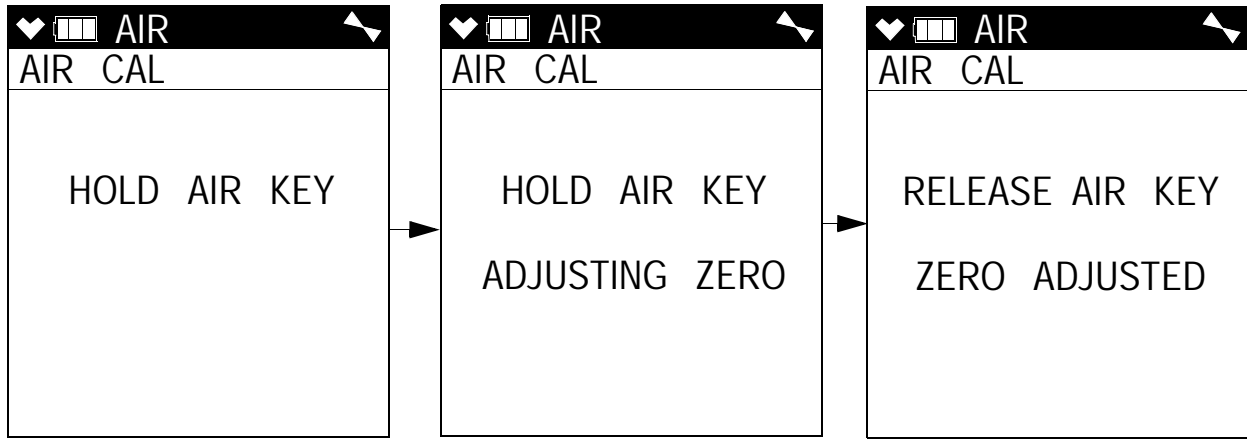 AIR
AIR CAL
HOLD AIR KEY
AIR
AIR CAL
HOLD AIR KEY
ADJUSTING ZERO
AIR
AIR CAL
RELEASE AIR KEY
ZERO ADJUSTED